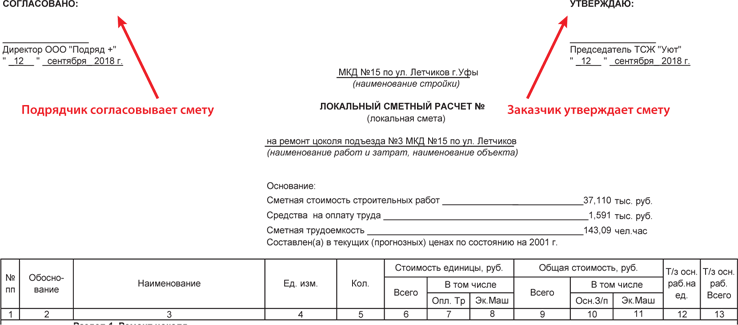 СОГЛАСОВАНО:
УТВЕРЖДАЮ:
Директор ООО "Подряд +"
Председатель ТСЖ "Уют"
" 12 " сентября 2018 г.
" 12 " сентября 2018 г.
МКД №15 по ул. Летчиков г.Уфы
(наименование стройки)
Подрядчик согласовывает смету
ЛОКАЛЬНЫЙ СМЕТНЫЙ РАСЧЕТ №
Заказчик утверждает смету
(локальная смета)
на ремонт цоколя подъезда №3 МКД №15 по ул. Летчиков
(наименование работ и затрат, наименование объекта)
Основание:
Сметная стоимость строительных работ 37,110 тыс. руб.
Средства на оплату труда 1,591 тыс. руб.
Сметная трудоемкость 143,09 чел.час
Составлен(а) в текущих (прогнозных) ценах по состоянию на 2001 г.
№ пп
Обосно-
вание
Наименование
Ед. изм.
Кол.
Стоимость единицы, руб.
Всего
В том числе
Опл. Тр
Эк.Маш
Общая стоимость, руб.
Всего
В том числе
Осн.З/п
Эк.Маш
Т/з осн.
раб.на
ед.
Т/з осн.
раб.
Всего
1 2 3 4 5 6 7 8 9 10 11 12 13